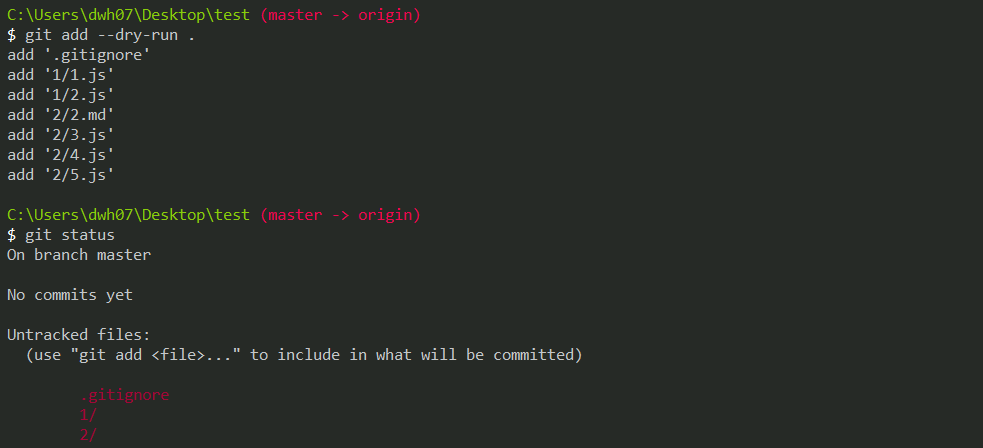 C:\Users\dwh07\Desktop\test (master -> origin)
$ git add --dry-run .
add '.gitignore'
add '1/1.js'
add '1/2.js'
add '2/2.md'
add '2/3.js'
add '2/4.js'
add '2/5.js'
C:\Users\dwh07\Desktop\test (master -> origin)
$ git status
On branch master
No commits yet
Untracked files:
(use "git add <file>..." to include in what will be committed)
.gitignore
1/
2/